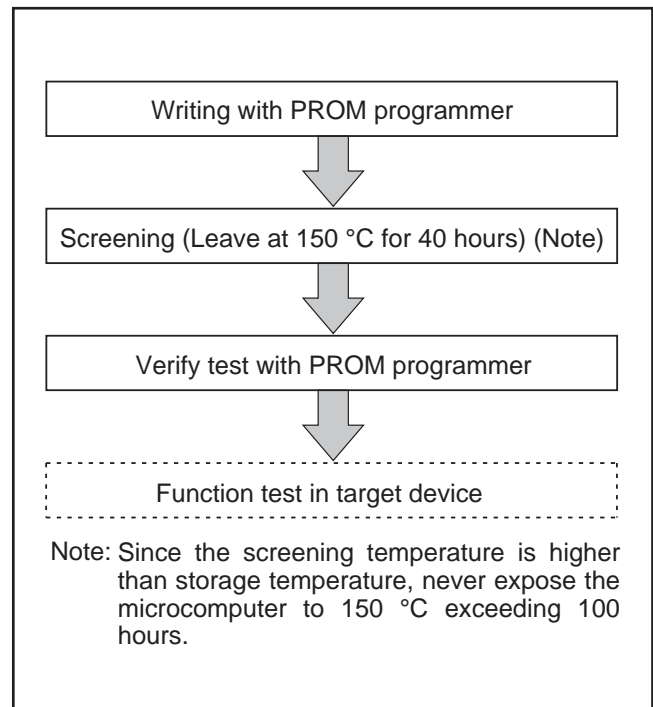 Writing with PROM programmer
Screening (Leave at 150 °C for 40 hours) (Note)
Verify test with PROM programmer
Function test in target device
Note: Since the screening temperature is higher
than storage temperature, never expose the
microcomputer to 150 °C exceeding 100
hours.